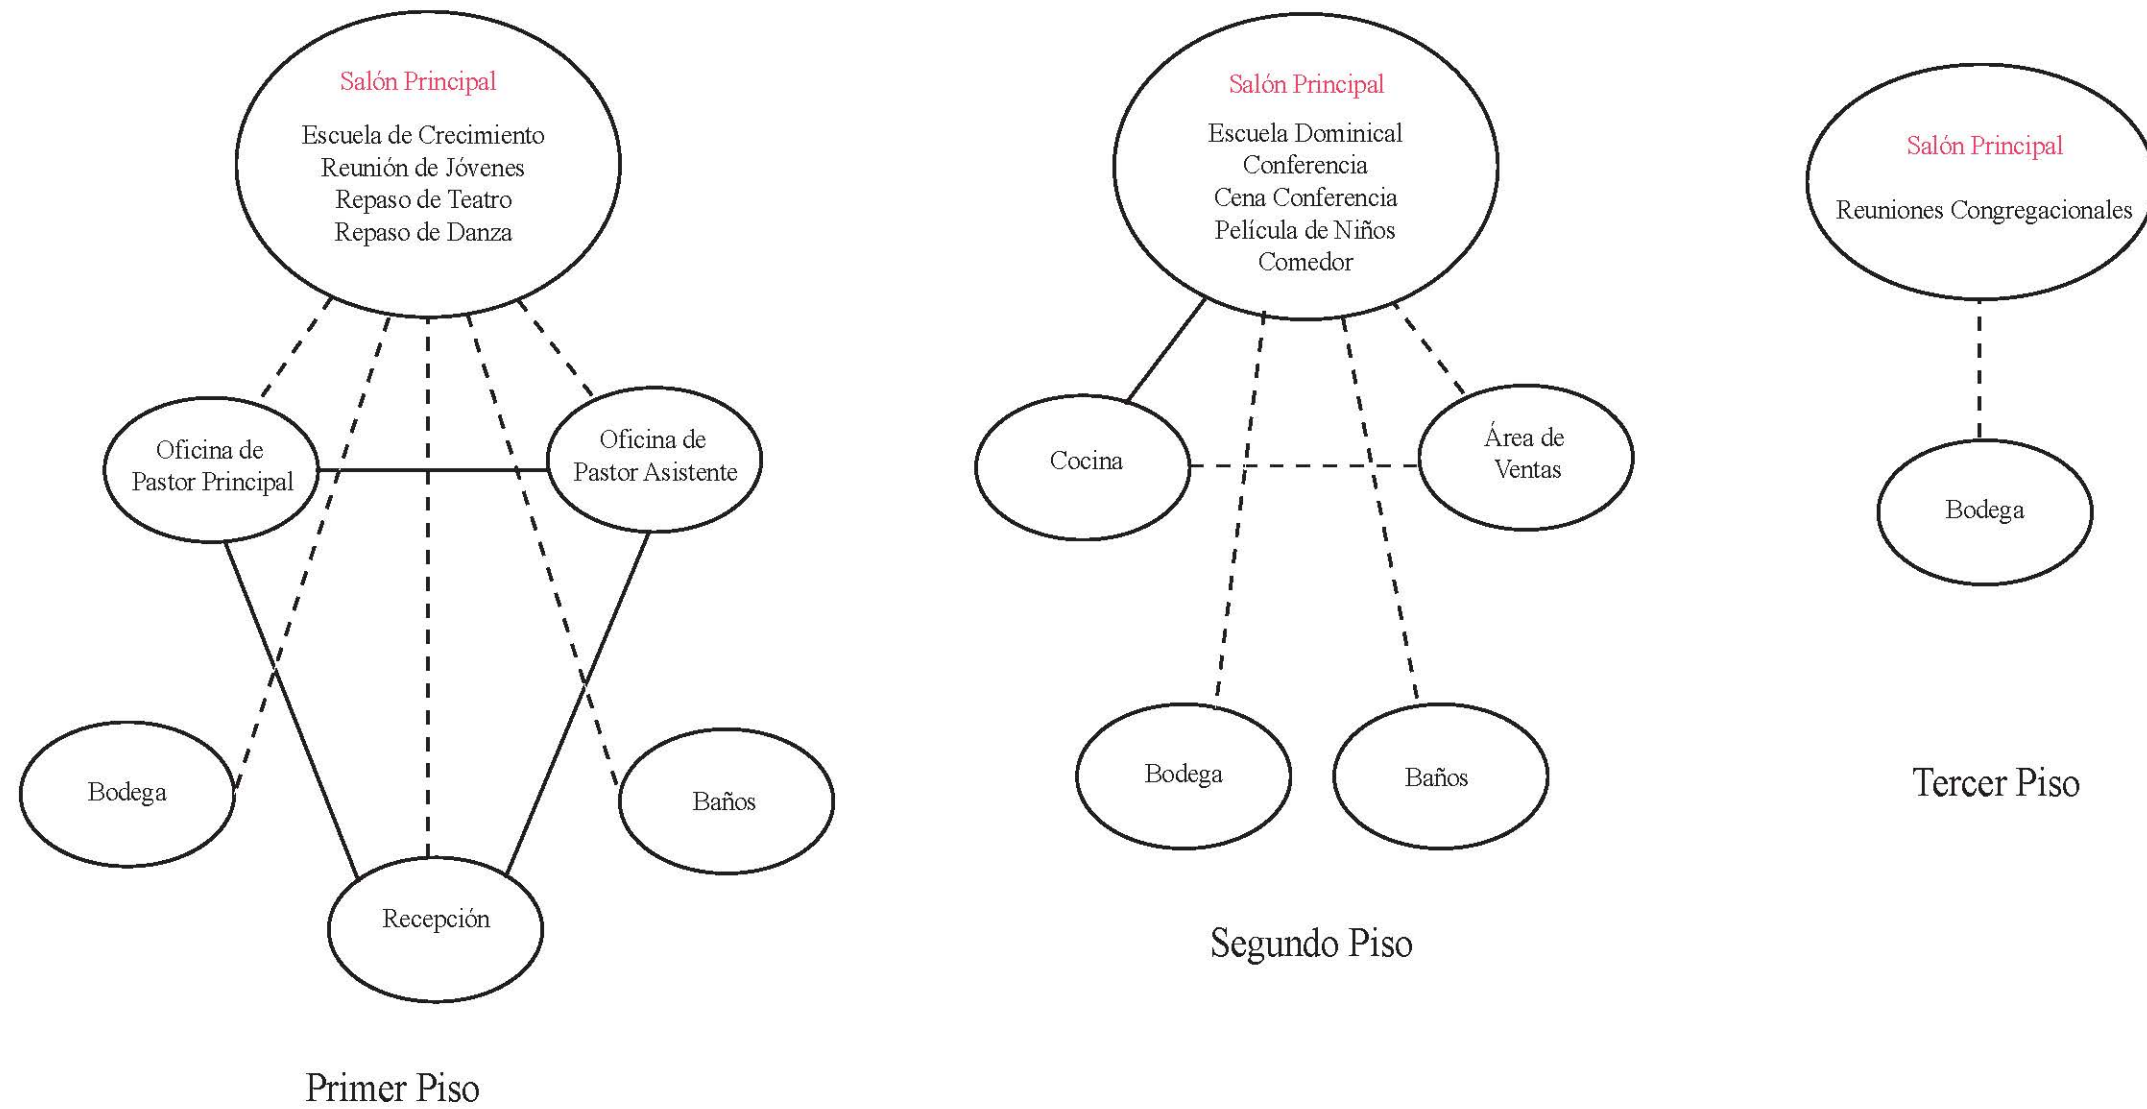 Salón Principal
Escuela de Crecimiento
Reunión de Jóvenes
Repaso de Teatro
Repaso de Danza
Oficina de
Pastor Principal
Oficina de
Pastor Asistente
Bodega
Baños
Recepción
Primer Piso
Salón Principal
Escuela Dominical
Conferencia
Cena Conferencia
Película de Niños
Comedor
Cocina
Área de
Ventas
Bodega
Baños
Segundo Piso
Salón Principal
Reuniones Congregacionales
Bodega
Tercer Piso